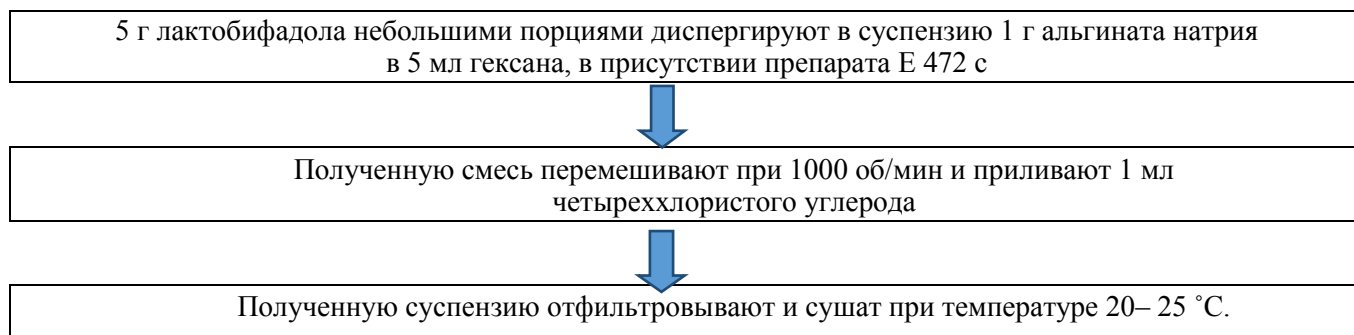 5 г лактобифадола небольшими порциями диспергируют в суспензию 1 г альгината натрия
в 5 мл гексана, в присутствии препарата Е 472 с
Полученную смесь перемешивают при 1000 об/мин и приливают 1 мл
четыреххлористого углерода
Полученную суспензию отфильтровывают и сушат при температуре 20– 25 ˚С.